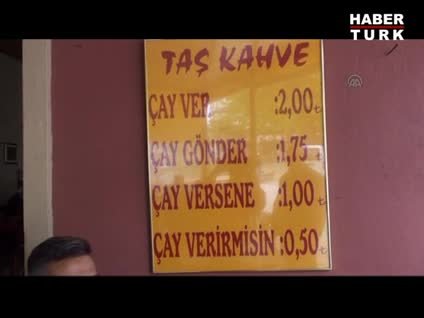 HABER
TURK
TAŞ KAHVE
ÇAY VER :2,00₺
ÇAY GÖNDER :1,75₺
ÇAY VERSENE :1,00₺
ÇAY VERİRMİSİN :0,50₺